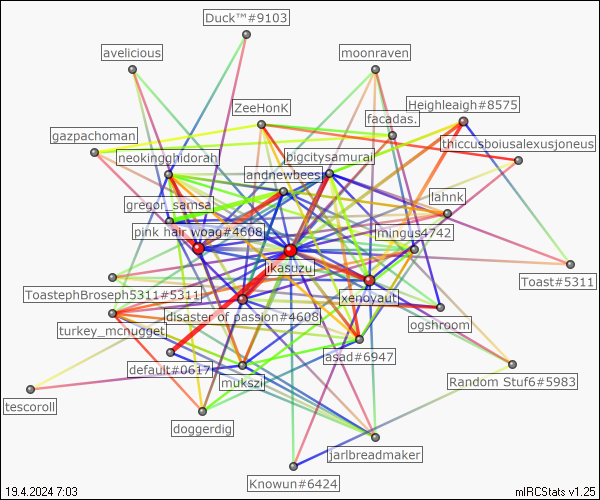 Duck™#9103
avelicious
moonraven
ZeeHonK
Heighleigh#8575
facadas.
gazpachoman
thiccusboiusalexusjoneus
neokingghidorah
bigcitysamurai
andnewbees
gregor_samsa
lahnk
pink hair woag#4608
mingus4742
ikasuzu
Toast#5311
ToastephBroseph5311#5311
xenoyaut
disaster of passion#4608
ogshroom
turkey_mcnugget
asad#6947
default#0617
mukszil
Random Stuf6#5983
tescoroll
doggerdig
jarlbreadmaker
Knowun#6424
19.4.2024 7:03
mIRCStats v1.25